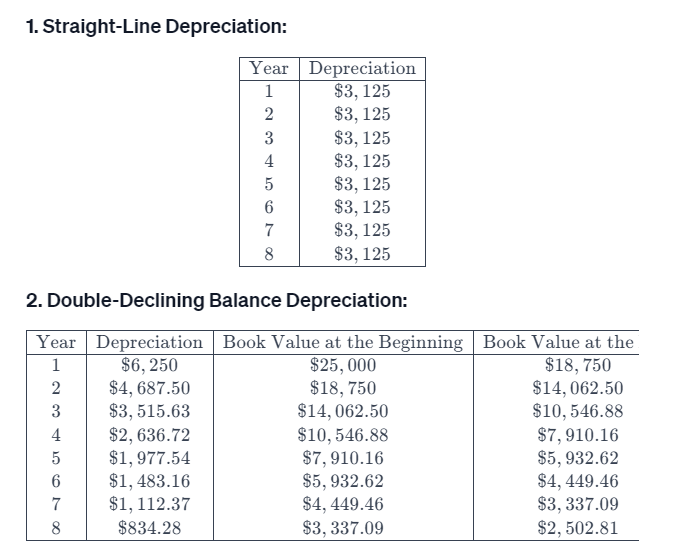 1. Straight-Line Depreciation:
Year Depreciation
1 $3,125
2 $3,125
3 $3,125
4 $3,125
5 $3,125
6 $3,125
7 $3,125
8 $3,125
2. Double-Declining Balance Depreciation:
Year Depreciation Book Value at the Beginning Book Value at the
1 $6,250 $25,000 $18,750
2 $4,687.50 $18,750 $14,062.50
3 $3,515.63 $14,062.50 $10,546.88
4 $2,636.72 $10,546.88 $7,910.16
5 $1,977.54 $7,910.16 $5,932.62
6 $1,483.16 $5,932.62 $4,449.46
7 $1,112.37 $4,449.46 $3,337.09
8 $834.28 $3,337.09 $2,502.81